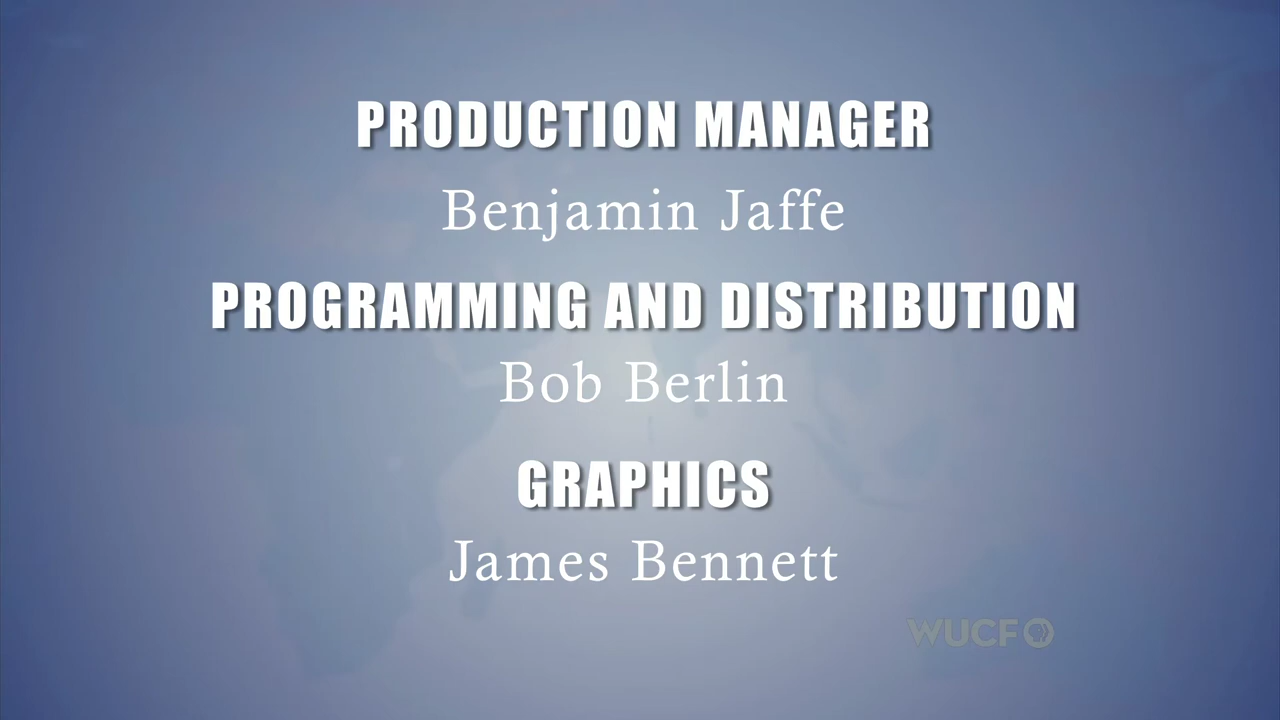 PRODUCTION MANAGER
Benjamin Jaffe
PROGRAMMING AND DISTRIBUTION
Bob Berlin
GRAPHICS
James Bennett
WUCF